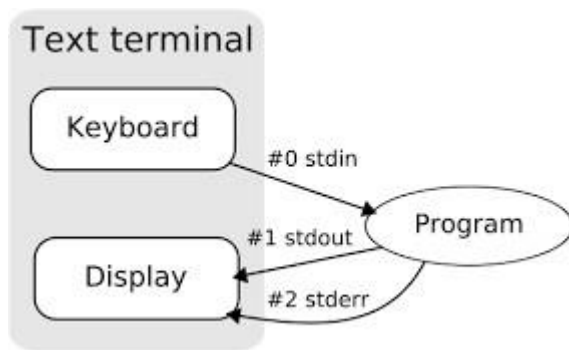 Text terminal
Keyboard
#0 stdin
Program
#1 stdout
Display
#2 stderr